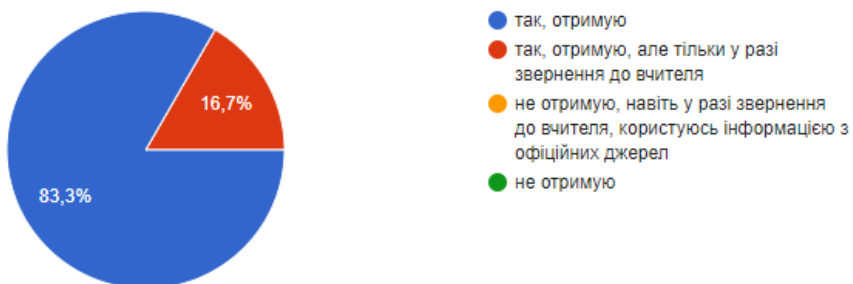 так, отримую
так, отримую, але тільки у разі
звернення до вчителя
16,7%
не отримую, навіть у разі звернення
до вчителя, користуюсь інформацією з
офіційних джерел
не отримую
83,3%